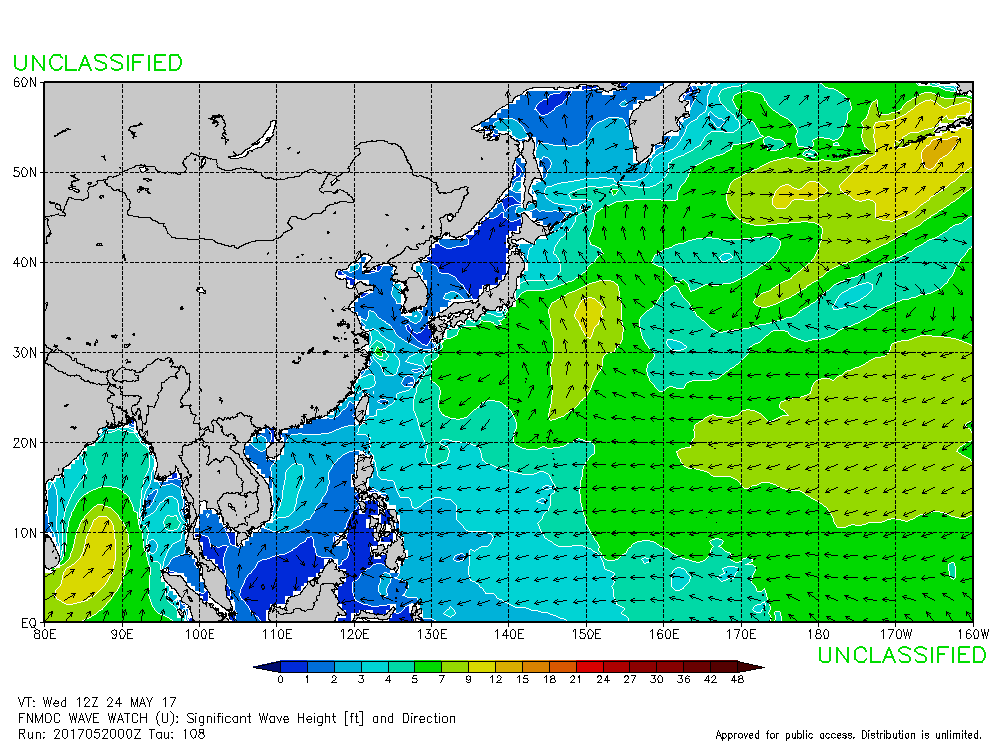 UNCLASSIFIED
60N
50N
40N
30N
20N
10N
EQ
80E 90E 100E 110E 120E 130E 140E 150E 160E 170E 180 170W 160W
UNCLASSIFIED
0 1 2 3 4 5 7 9 12 15 18 21 24 27 30 36 42 48
VT: Wed 12Z 24 MAY 17
FNMOC WAVE WATCH (U): Significant Wave Height [ft] and Direction
Run: 2017052000Z Tau: 108
Approved for public access. Distribution is unlimited.